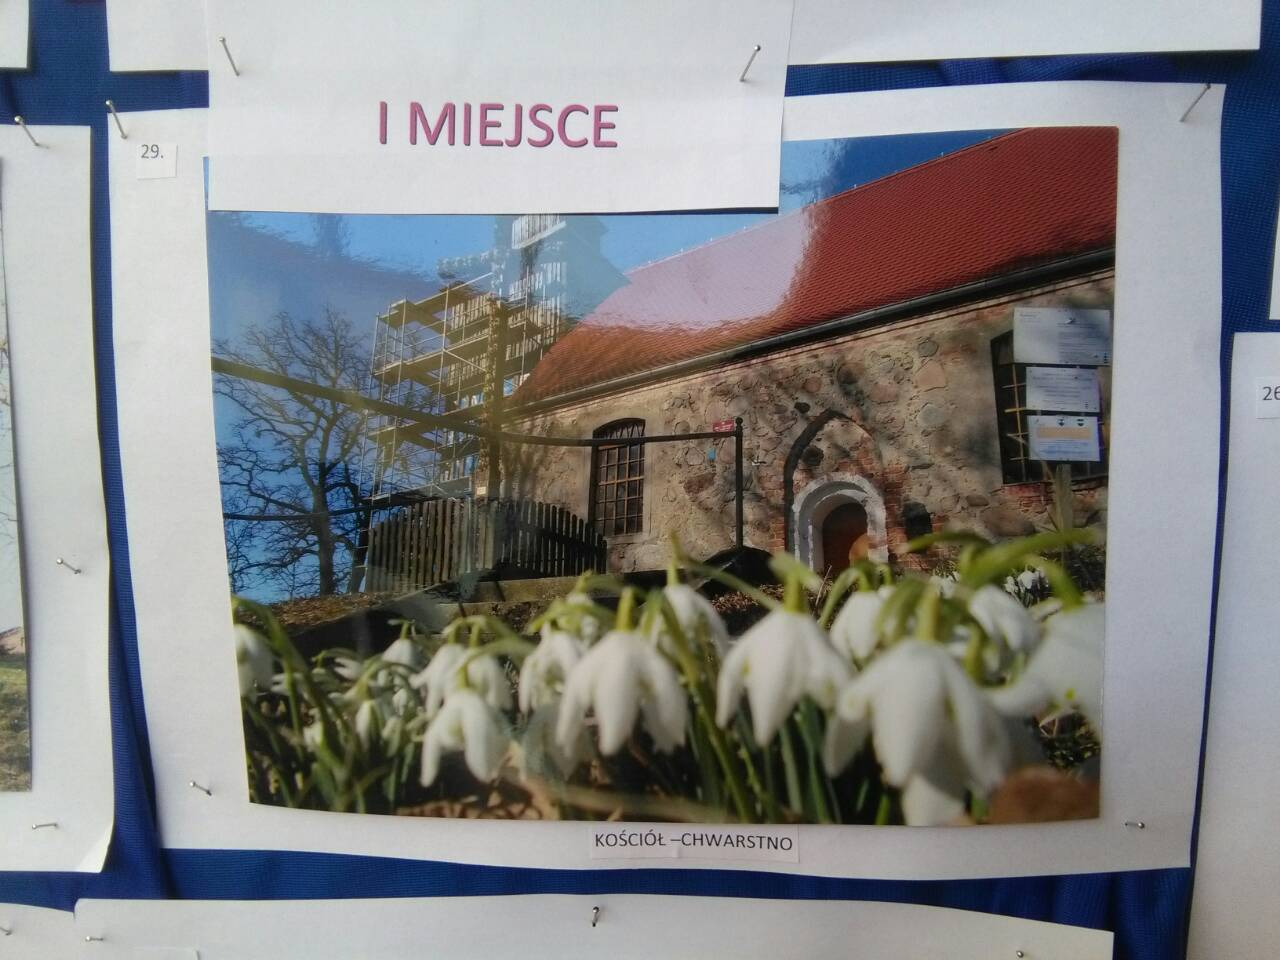 I MIEJSCE
29.
26
KOŚCIÓŁ –CHWARSTNO